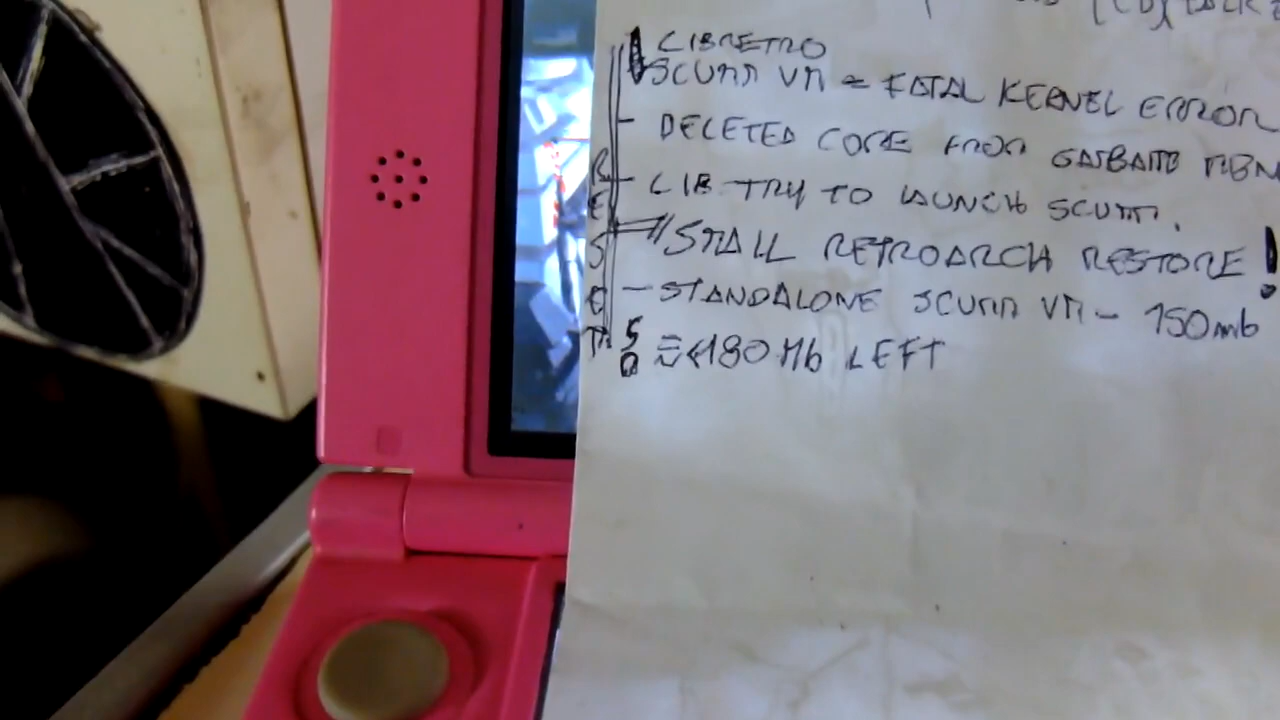 LIBRETRO
SCUMM VM = FATAL KERNEL ERROR
DELETED CORE FROM
LIB TRY TO LAUNCH SCUMM.
STALL RETROARCH RESTORE!
- STANDALONE SCUMM VM - 150mb
≈<180 Mb LEFT